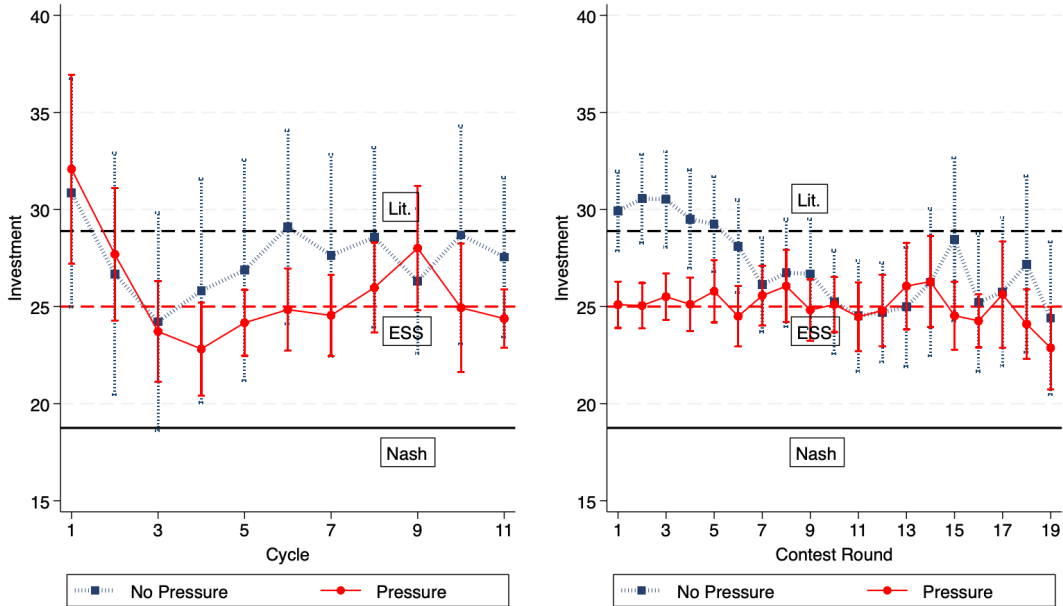 40
35
30
25
20
15
Investment
Lit.
ESS
Nash
1
3
5
7
9
11
Cycle
No Pressure
Pressure
40
35
30
25
20
15
Investment
Lit.
ESS
Nash
1
3
5
7
9
11
13
15
17
19
Contest Round
No Pressure
Pressure